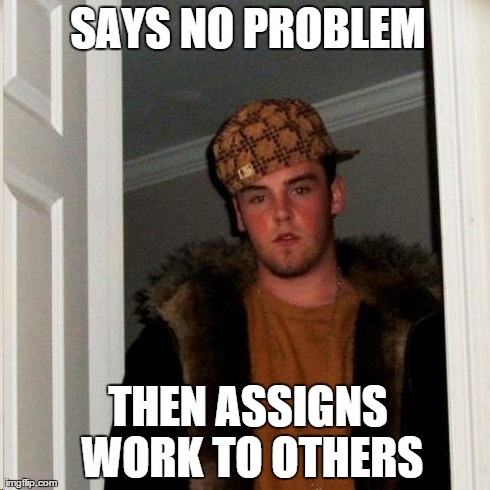 SAYS NO PROBLEM
THEN ASSIGNS
WORK TO OTHERS
imgflip.com